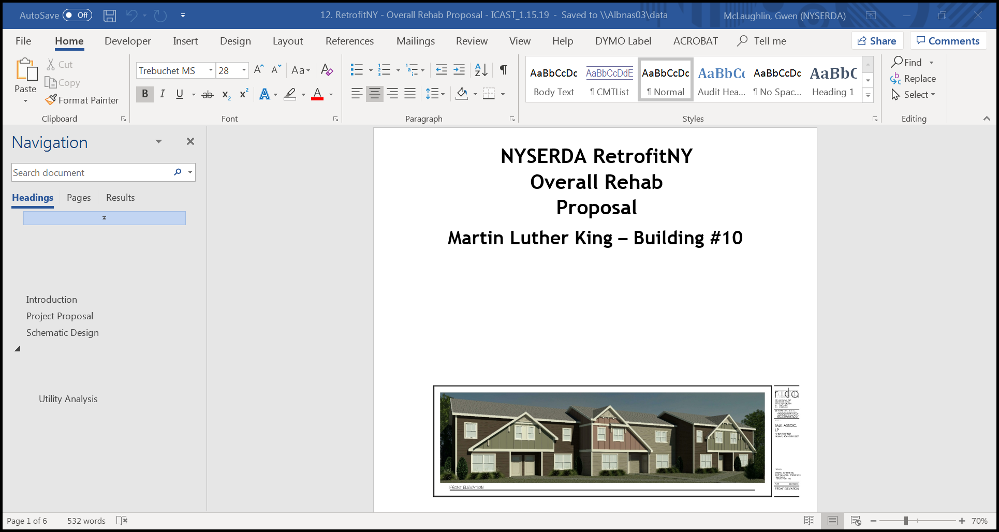 AutoSave Off 12. RetrofitNY - Overall Rehab Proposal - ICAST_1.15.19 - Saved to \\Albnas03\data McLaughlin, Gwen (NYSERDA)
File Home Developer Insert Design Layout References Mailings Review View Help DYMO Label ACROBAT Tell me Share Comments
Paste
Cut
Copy
Format Painter
Clipboard
Trebuchet MS 28
Font
Paragraph
AaBbCcDc AaBbCcDdE AaBbCcDc AaBbC AaBbCcDc AaBbC
Body Text ¶ CMTList ¶ Normal Audit Hea... ¶ No Spac... Heading 1
Styles
Find
Replace
Select
Editing
Navigation
Search document
Headings Pages Results
Introduction
Project Proposal
Schematic Design
Utility Analysis
NYSERDA RetrofitNY
Overall Rehab
Proposal
Martin Luther King – Building #10
rda
MLK ASSOC.
LP
FRONT ELEVATION
FRONT ELEVATION
Page 1 of 6 532 words 70%